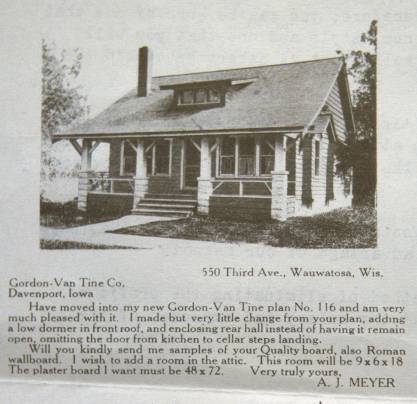 550 Third Ave., Wauwatosa, Wis.
Gordon-Van Tine Co,
Davenport, Iowa
Have moved into my new Gordon-Van Tine plan No. 116 and am very
much pleased with it. I made but very little change from your plan, adding
a low dormer in front roof, and enclosing rear hall instead of having it remain
open, omitting the door from kitchen to cellar steps landing.
Will you kindly send me samples of your Quality board, also Roman
wallboard. I wish to add a room in the attic. This room will be 9 x 6 x 18
The plaster board I want must be 48 x 72. Very truly yours,
A. J. MEYER